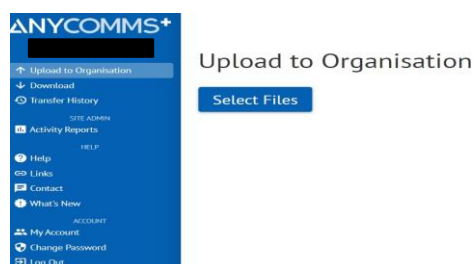 ANYCOMMS+
Upload to Organisation
Download
Transfer History
SITE ADMIN
Activity Reports
HELP
Help
Links
Contact
What's New
ACCOUNT
My Account
Change Password
Log Out
Upload to Organisation
Select Files